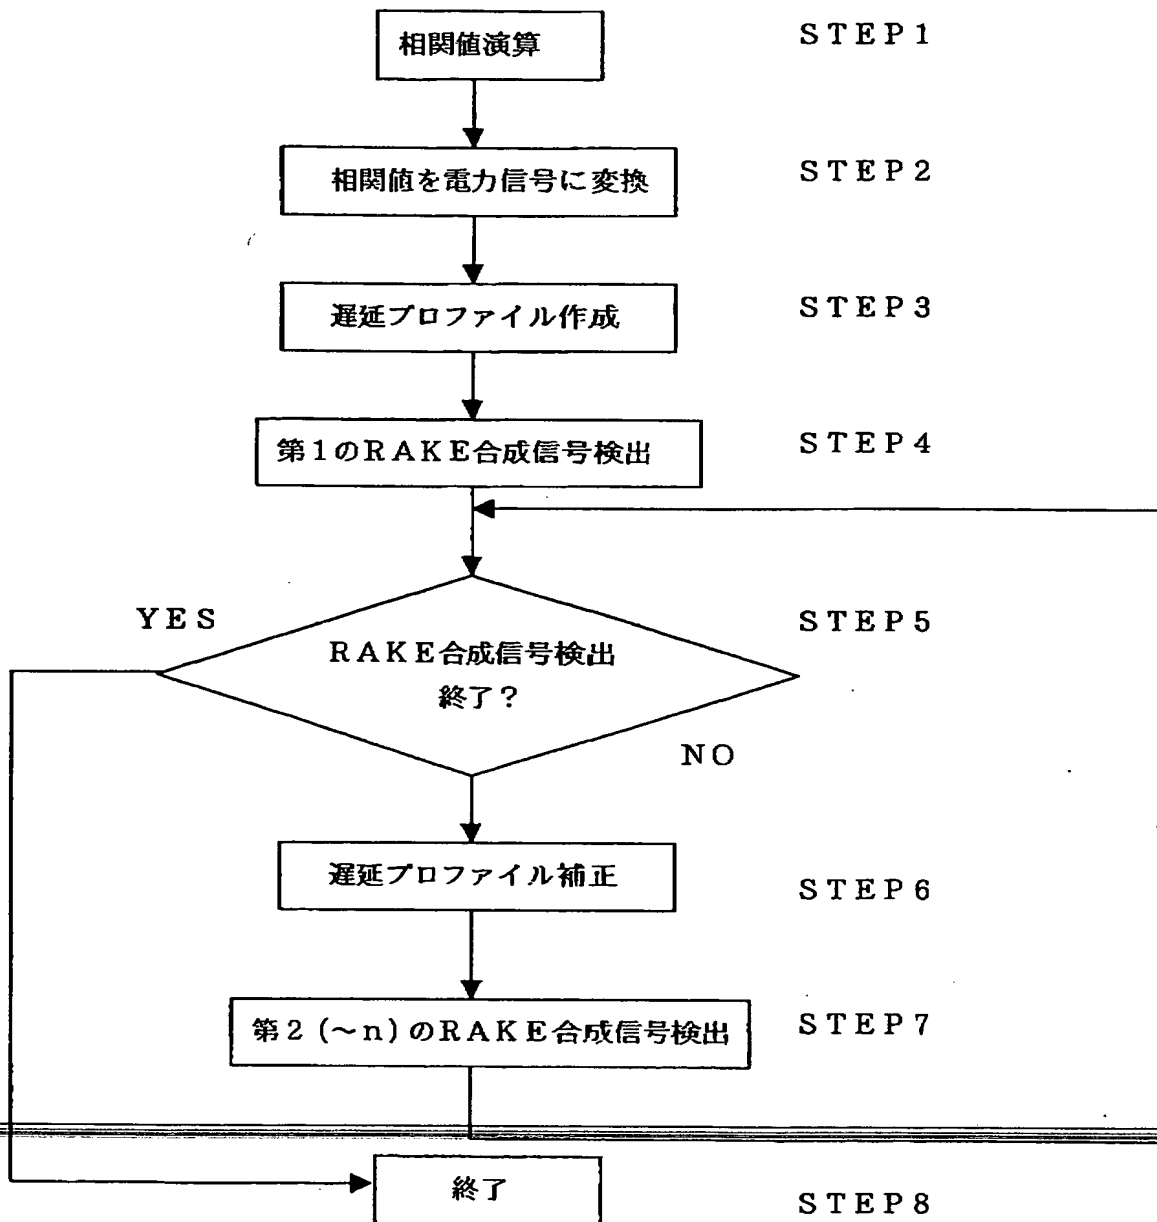 相関値演算
STEP1
相関値を電力信号に変換
STEP2
遅延プロファイル作成
STEP3
第1のRAKE合成信号検出
STEP4
YES
STEP5
RAKE合成信号検出
終了?
NO
遅延プロファイル補正
STEP6
第2(~n)のRAKE合成信号検出
STEP7
終了
STEP8